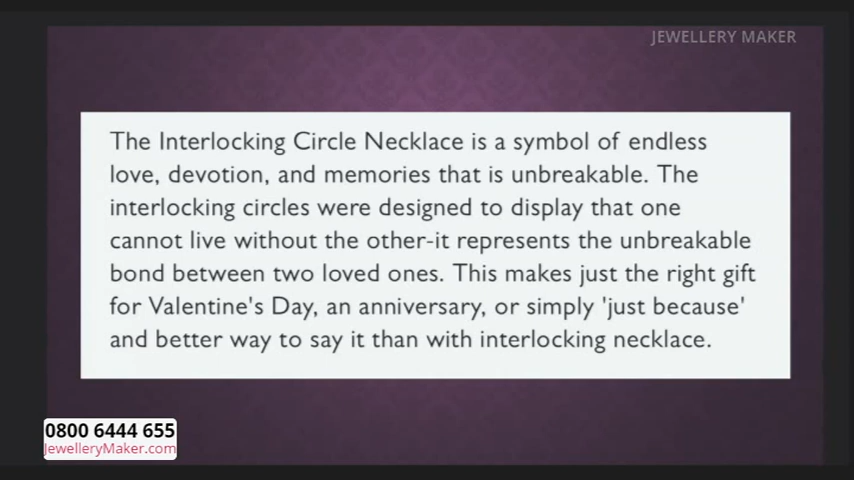 JEWELLERY MAKER
The Interlocking Circle Necklace is a symbol of endless
love, devotion, and memories that is unbreakable. The
interlocking circles were designed to display that one
cannot live without the other-it represents the unbreakable
bond between two loved ones. This makes just the right gift
for Valentine's Day, an anniversary, or simply 'just because'
and better way to say it than with interlocking necklace.
0800 6444 655
JewelleryMaker.com